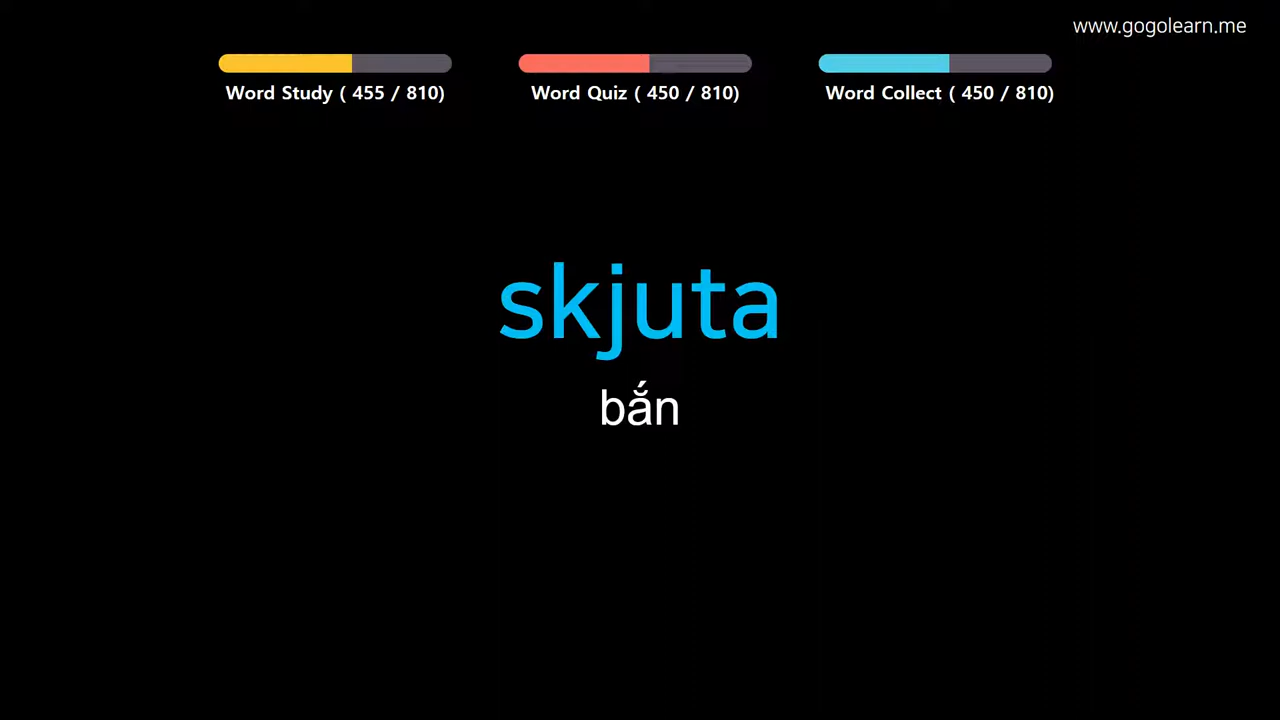 www.gogolearn.me
Word Study ( 455 / 810)
Word Quiz ( 450 / 810)
Word Collect ( 450 / 810)
skjuta
bắn